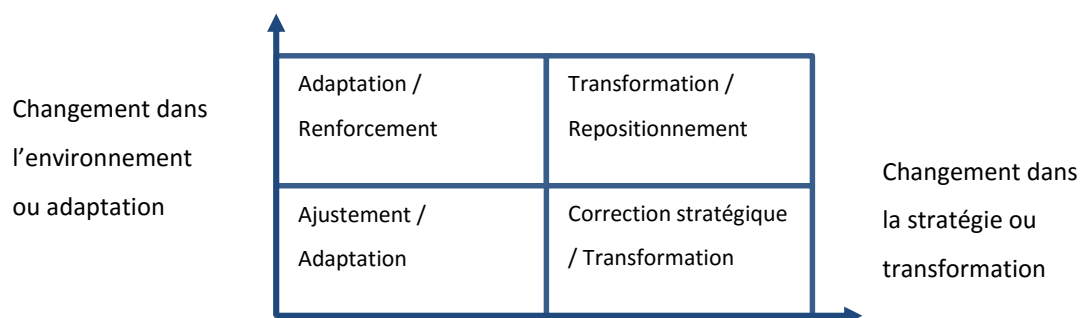 Changement dans
l’environnement
ou adaptation
Adaptation /
Renforcement
Transformation /
Repositionnement
Ajustement /
Adaptation
Correction stratégique
/ Transformation
Changement dans
la stratégie ou
transformation